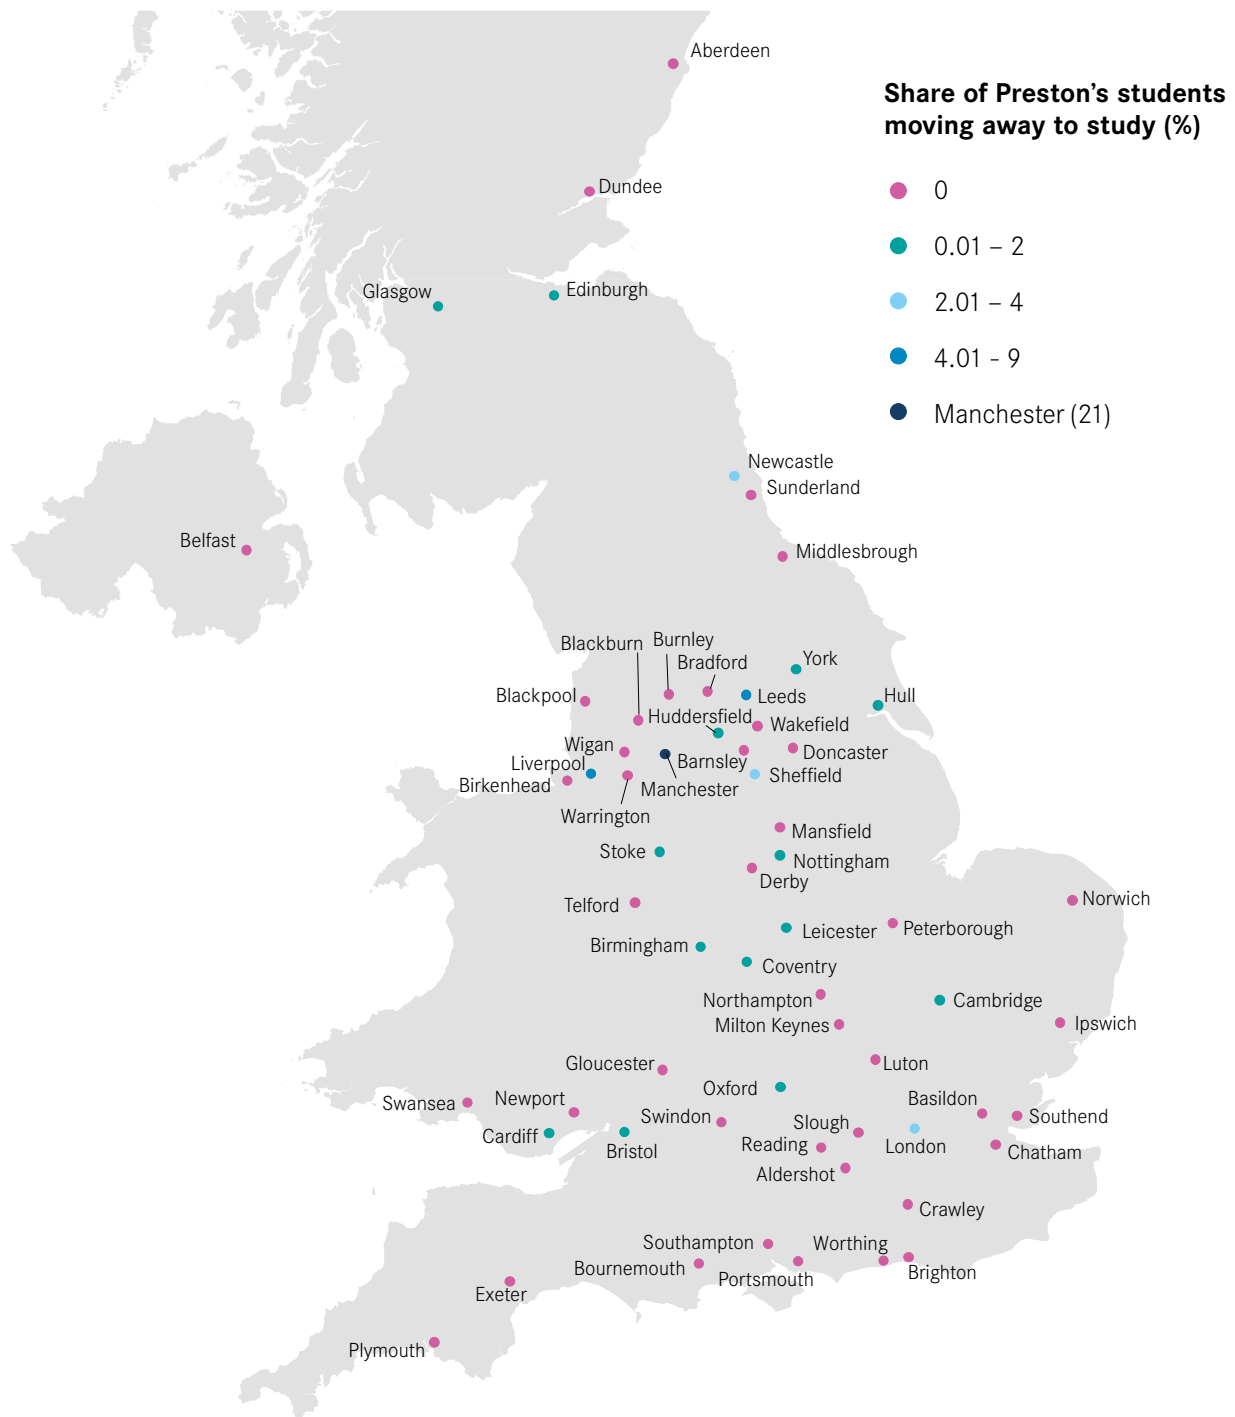 Aberdeen
Share of Preston's students
moving away to study (%)
0
0.01 – 2
2.01 – 4
4.01 - 9
Manchester (21)
Dundee
Glasgow
Edinburgh
Newcastle
Sunderland
Belfast
Middlesbrough
Blackburn
Burnley
Bradford
York
Blackpool
Leeds
Hull
Huddersfield
Wakefield
Wigan
Barnsley
Doncaster
Liverpool
Sheffield
Birkenhead
Manchester
Warrington
Mansfield
Stoke
Nottingham
Derby
Telford
Norwich
Leicester
Peterborough
Birmingham
Coventry
Northampton
Cambridge
Milton Keynes
Ipswich
Gloucester
Luton
Oxford
Swansea
Newport
Basildon
Swindon
Slough
Southend
Cardiff
Bristol
Reading
London
Chatham
Aldershot
Crawley
Southampton
Worthing
Bournemouth
Portsmouth
Brighton
Exeter
Plymouth